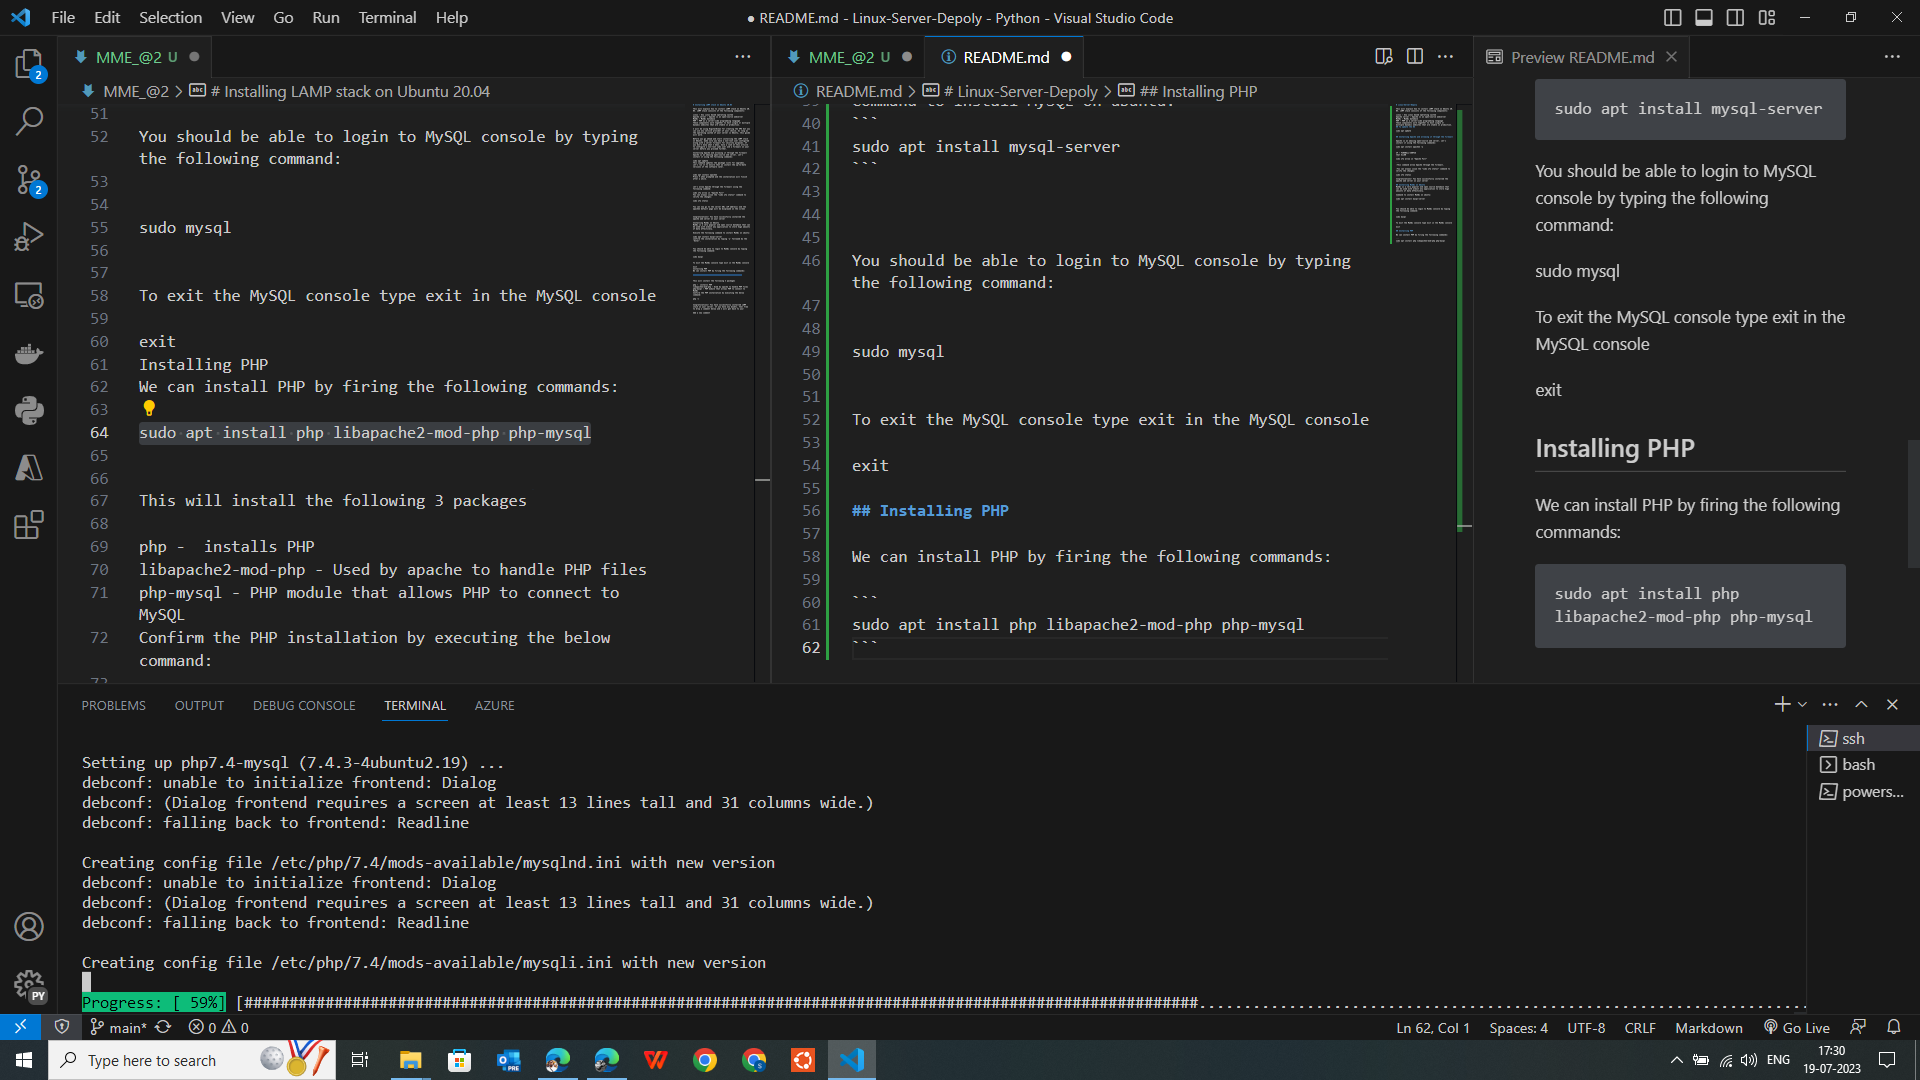 File Edit Selection View Go Run Terminal Help
● README.md - Linux-Server-Depoly - Python - Visual Studio Code
MME_@2 U
MME_@2 > # Installing LAMP stack on Ubuntu 20.04
51
52 You should be able to login to MySQL console by typing
the following command:
53
54
55 sudo mysql
56
57
58 To exit the MySQL console type exit in the MySQL console
59
60 exit
61 Installing PHP
62 We can install PHP by firing the following commands:
63
64 sudo apt install php libapache2-mod-php php-mysql
65
66
67 This will install the following 3 packages
68
69 php -  installs PHP
70 libapache2-mod-php - Used by apache to handle PHP files
71 php-mysql - PHP module that allows PHP to connect to
MySQL
72 Confirm the PHP installation by executing the below
command:
73
MME_@2 U
README.md
README.md > # Linux-Server-Depoly > ## Installing PHP
39 Command to install MySQL on ubuntu:
40 ```
41 sudo apt install mysql-server
42 ```
43
44
45
46 You should be able to login to MySQL console by typing
the following command:
47
48
49 sudo mysql
50
51
52 To exit the MySQL console type exit in the MySQL console
53
54 exit
55
56 ## Installing PHP
57
58 We can install PHP by firing the following commands:
59
60 ```
61 sudo apt install php libapache2-mod-php php-mysql
62 ```
Preview README.md
sudo apt install mysql-server
You should be able to login to MySQL
console by typing the following
command:
sudo mysql
To exit the MySQL console type exit in the
MySQL console
exit
Installing PHP
We can install PHP by firing the following
commands:
sudo apt install php
libapache2-mod-php php-mysql
2
2
PY
PROBLEMS OUTPUT DEBUG CONSOLE TERMINAL AZURE
Setting up php7.4-mysql (7.4.3-4ubuntu2.19) ...
debconf: unable to initialize frontend: Dialog
debconf: (Dialog frontend requires a screen at least 13 lines tall and 31 columns wide.)
debconf: falling back to frontend: Readline
Creating config file /etc/php/7.4/mods-available/mysqlnd.ini with new version
debconf: unable to initialize frontend: Dialog
debconf: (Dialog frontend requires a screen at least 13 lines tall and 31 columns wide.)
debconf: falling back to frontend: Readline
Creating config file /etc/php/7.4/mods-available/mysqli.ini with new version
Progress: [ 59%]
ssh
bash
powers...
main* 0 0
Ln 62, Col 1 Spaces: 4 UTF-8 CRLF Markdown Go Live
Type here to search
PRE
ENG
17:30
19-07-2023